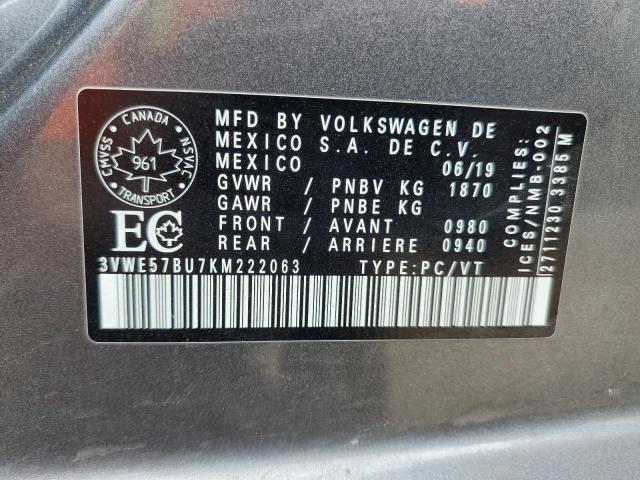 CANADA
CMVSS
NSVAC
961
TRANSPORT
EC
MFD BY VOLKSWAGEN DE
MEXICO S.A. DE C.V.
MEXICO 06/19
GVWR / PNBV KG 1870
GAWR / PNBE KG
FRONT / AVANT 0980
REAR / ARRIERE 0940
3VWE57BU7KM222063 TYPE:PC/VT
COMPLIES:
ICES/NMB-002
2711230 3385 M